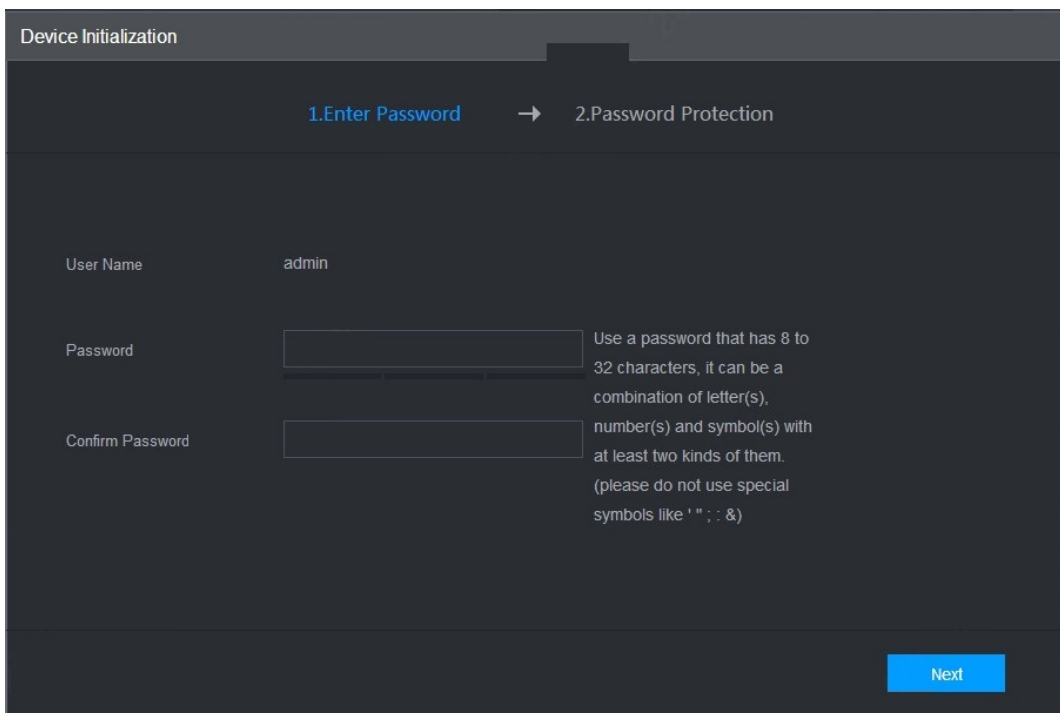 Device Initialization
1.Enter Password → 2.Password Protection
User Name admin
Password
Use a password that has 8 to
32 characters, it can be a
combination of letter(s),
number(s) and symbol(s) with
at least two kinds of them.
(please do not use special
symbols like ' " ; : &)
Confirm Password
Next